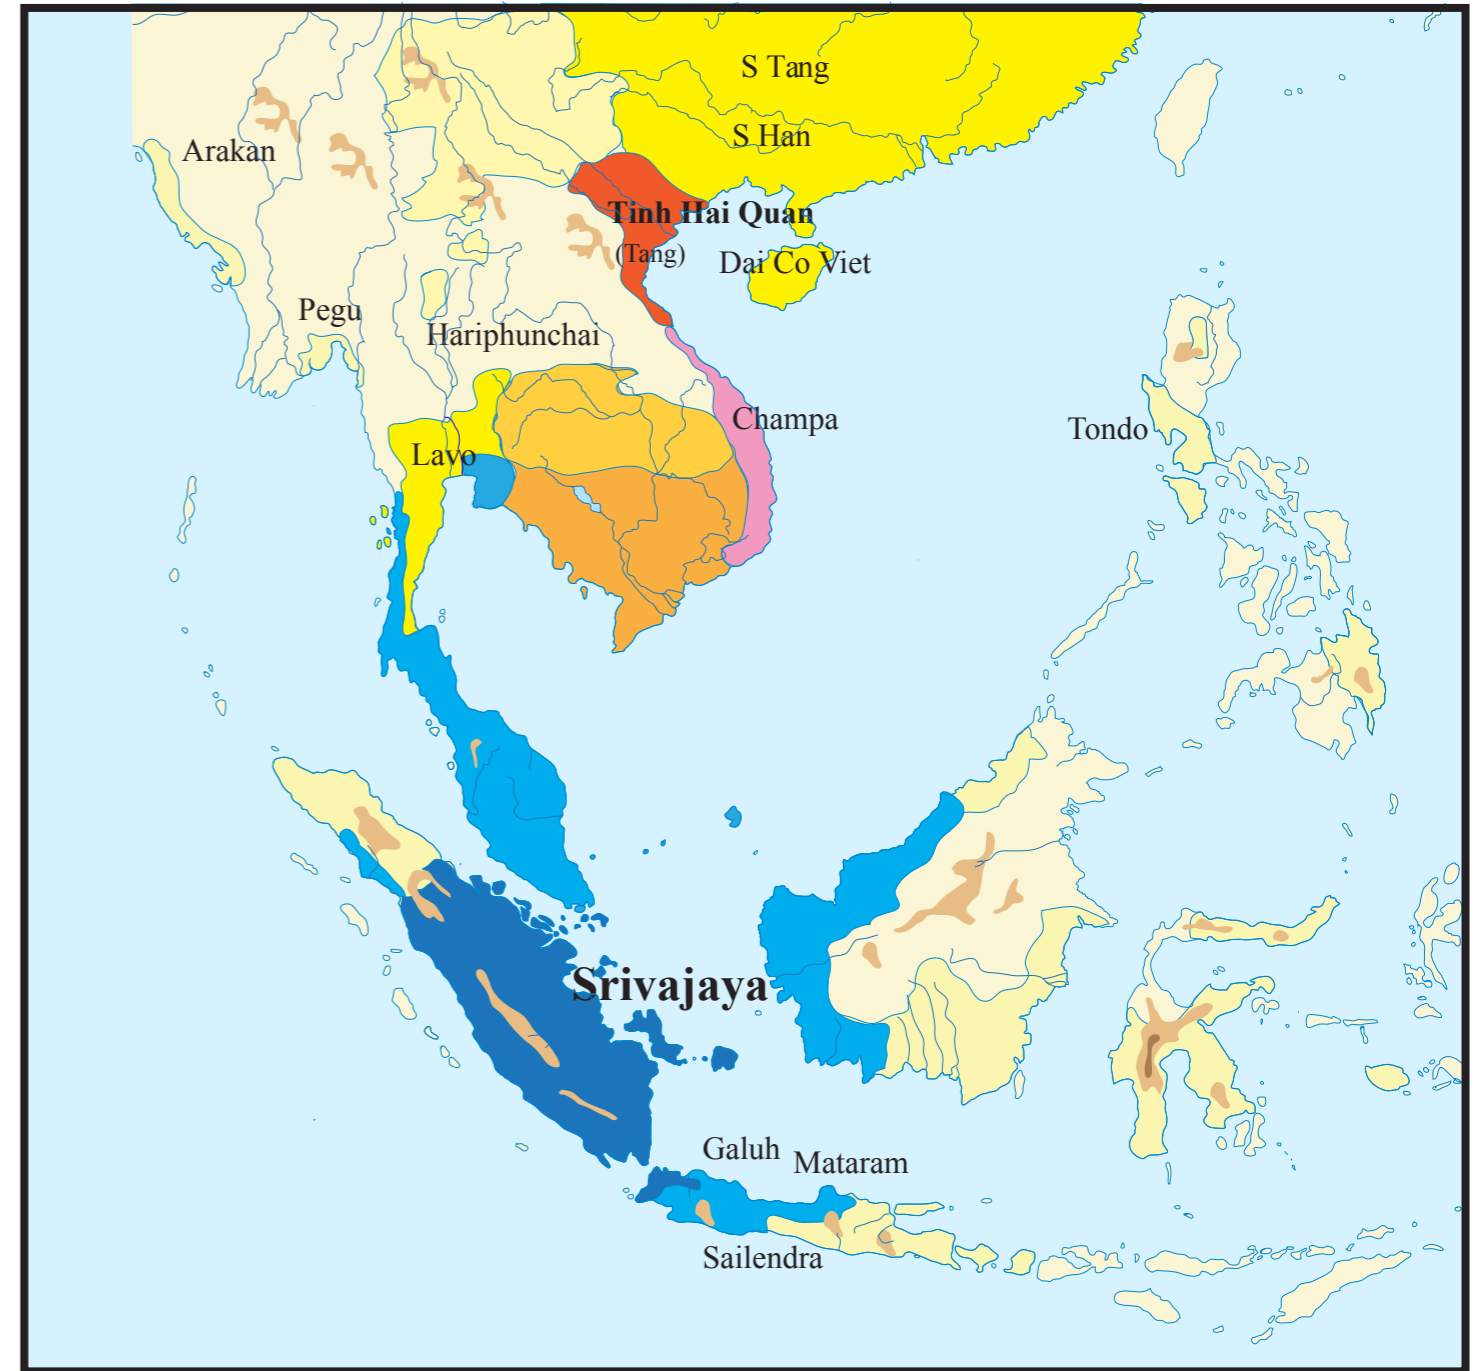 S Tang
S Han
Arakan
Tinh Hai Quan
(Tang)
Dai Co Viet
Pegu
Hariphunchai
Champa
Tondo
Lavo
Srivajaya
Galuh
Mataram
Sailendra